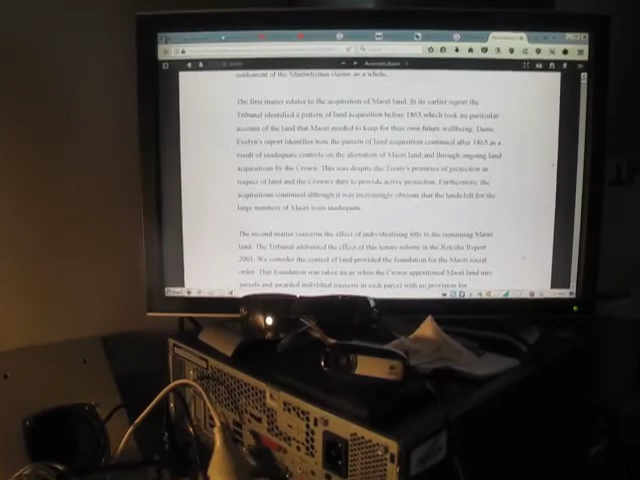 settlement of the Muriwhenua claims as a whole.
The first matter relates to the acquisition of Maori land. In its earlier report the
Tribunal identified a pattern of land acquisition before 1865 which took no particular
account of the land that Maori needed to keep for their own future wellbeing. Dame
Evelyn's report identifies how the pattern of land acquisition continued after 1865 as a
result of inadequate controls on the alienation of Maori land and through ongoing land
acquisitions by the Crown. This was despite the Treaty's promises of protection in
respect of land and the Crown's duty to provide active protection. Furthermore, the
acquisitions continued although it was increasingly obvious that the lands left for the
large numbers of Maori were inadequate.
The second matter concerns the effect of individualising title to the remaining Maori
land. The Tribunal addressed the effect of this tenure reform in the Rekohu Report
2001. We consider the control of land provided the foundation for the Maori social
order. That foundation was taken away when the Crown apportioned Maori land into
parcels and awarded individual interests in each parcel with no provision for